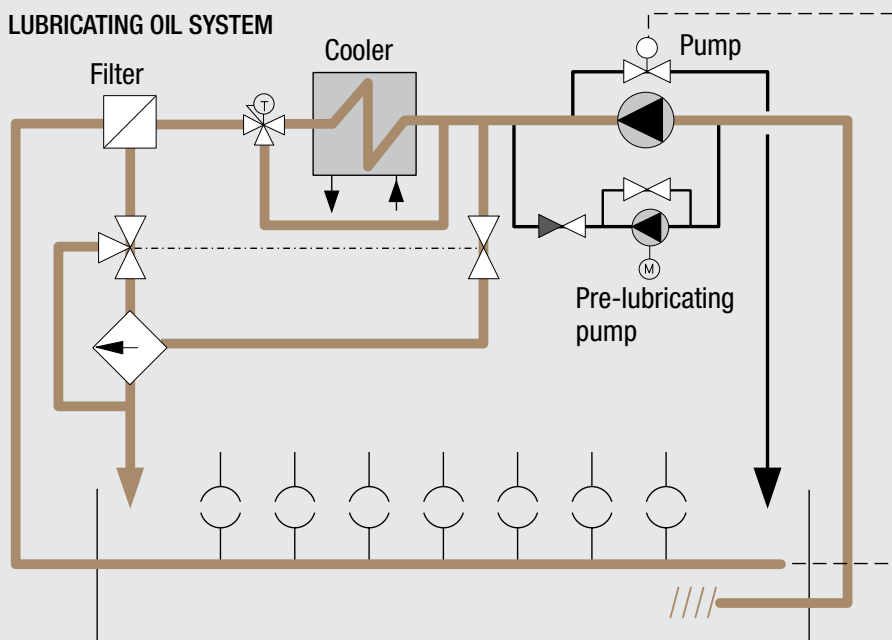 LUBRICATING OIL SYSTEM
Cooler
Pump
Filter
T
Pre-lubricating
pump
M